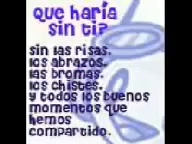 que haría
sin ti?
sin las risas,
los abrazos,
las bromas,
los chistes,
y todos los buenos
momentos que
hemos
compartido.